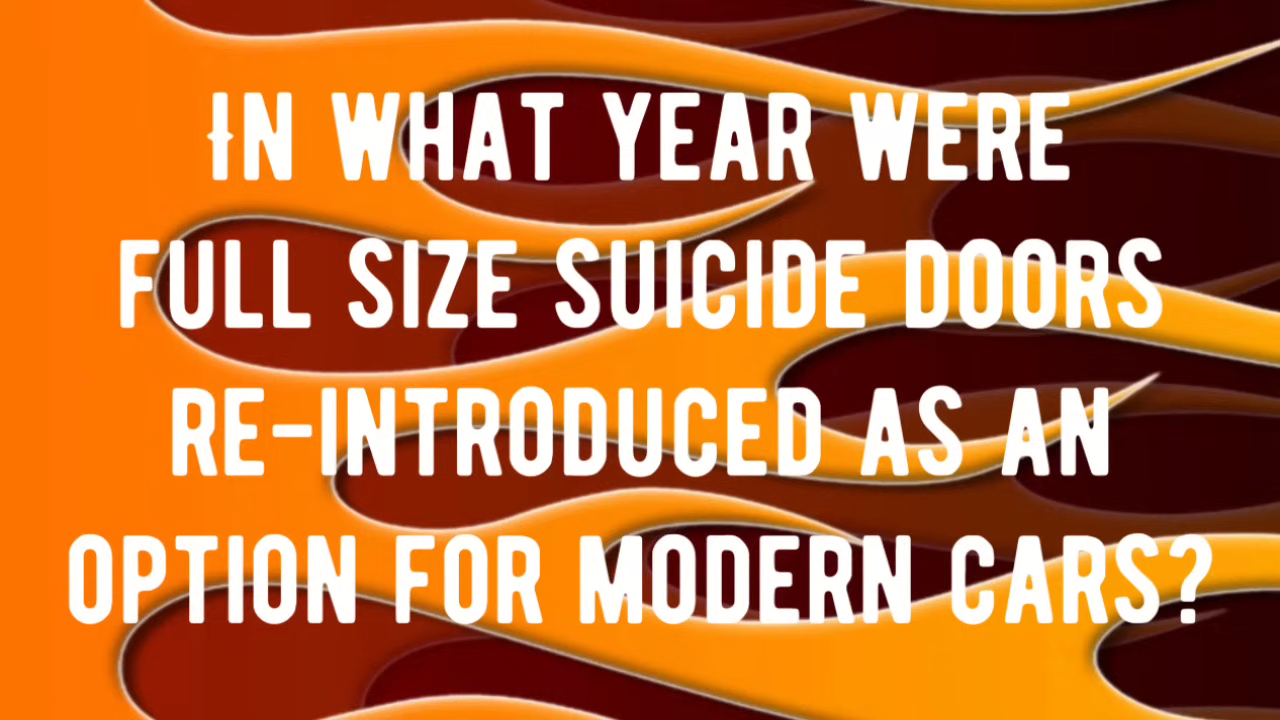 In what year were
full size suicide doors
re-introduced as an
option for modern cars?